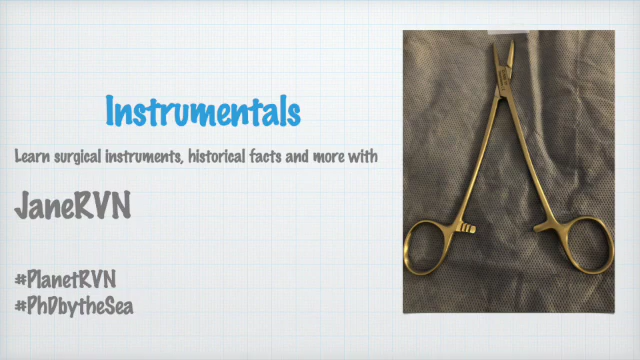 Instrumentals
Learn surgical instruments, historical facts and more with
JaneRVN
#PlanetRVN
#PhDbytheSea